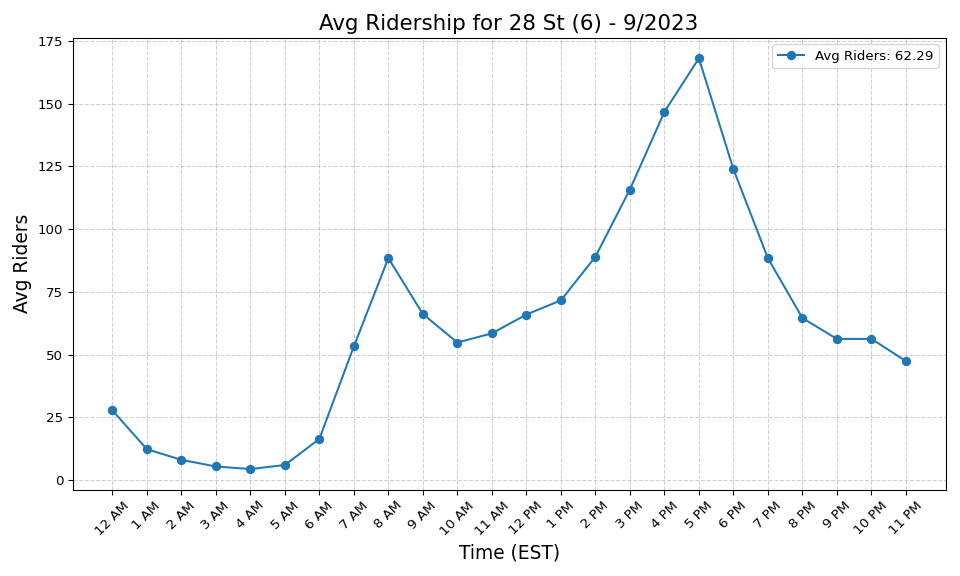 Avg Ridership for 28 St (6) - 9/2023
Avg Riders: 62.29
Avg Riders
175
150
125
100
75
50
25
0
12 AM
1 AM
2 AM
3 AM
4 AM
5 AM
6 AM
7 AM
8 AM
9 AM
10 AM
11 AM
12 PM
1 PM
2 PM
3 PM
4 PM
5 PM
6 PM
7 PM
8 PM
9 PM
10 PM
11 PM
Time (EST)